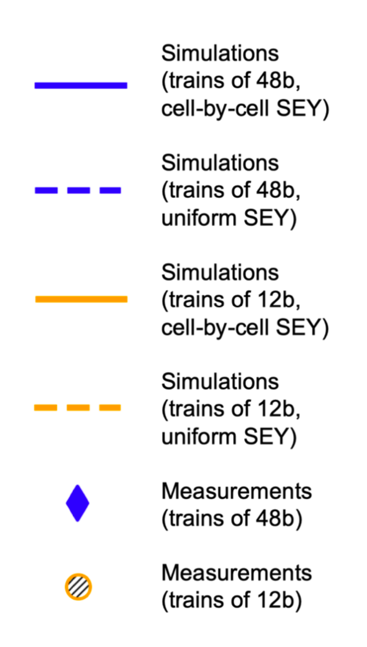 Simulations
(trains of 48b,
cell-by-cell SEY)
Simulations
(trains of 48b,
uniform SEY)
Simulations
(trains of 12b,
cell-by-cell SEY)
Simulations
(trains of 12b,
uniform SEY)
Measurements
(trains of 48b)
Measurements
(trains of 12b)